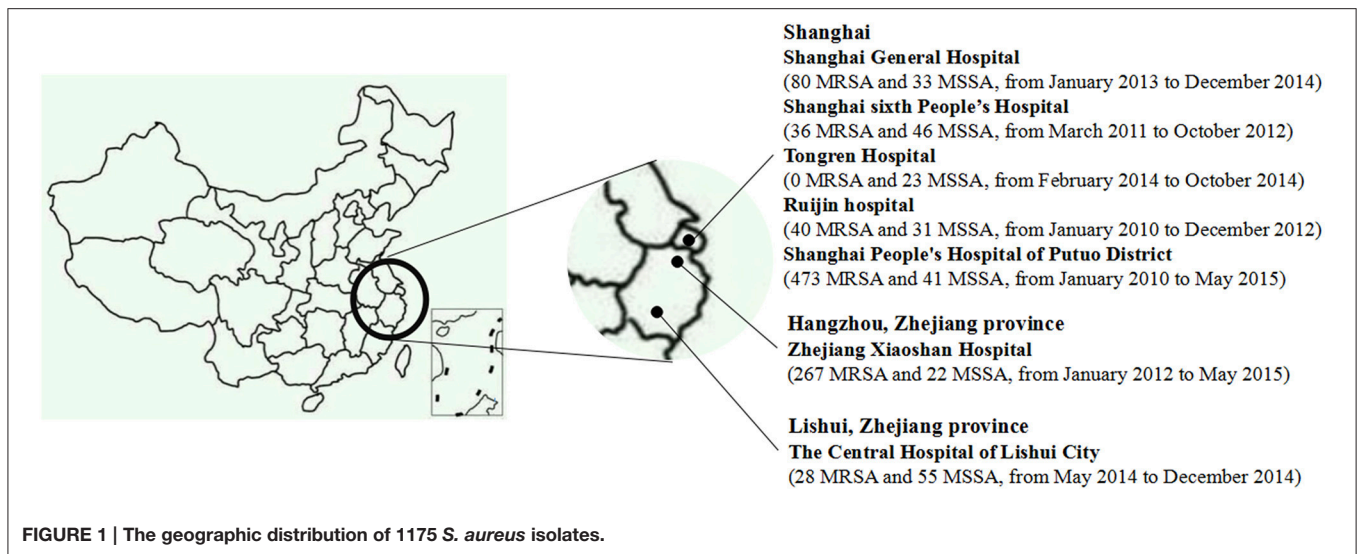 Shanghai
Shanghai General Hospital
(80 MRSA and 33 MSSA, from January 2013 to December 2014)
Shanghai sixth People's Hospital
(36 MRSA and 46 MSSA, from March 2011 to October 2012)
Tongren Hospital
(0 MRSA and 23 MSSA, from February 2014 to October 2014)
Ruijin hospital
(40 MRSA and 31 MSSA, from January 2010 to December 2012)
Shanghai People's Hospital of Putuo District
(473 MRSA and 41 MSSA, from January 2010 to May 2015)
Hangzhou, Zhejiang province
Zhejiang Xiaoshan Hospital
(267 MRSA and 22 MSSA, from January 2012 to May 2015)
Lishui, Zhejiang province
The Central Hospital of Lishui City
(28 MRSA and 55 MSSA, from May 2014 to December 2014)
FIGURE 1 | The geographic distribution of 1175 S. aureus isolates.